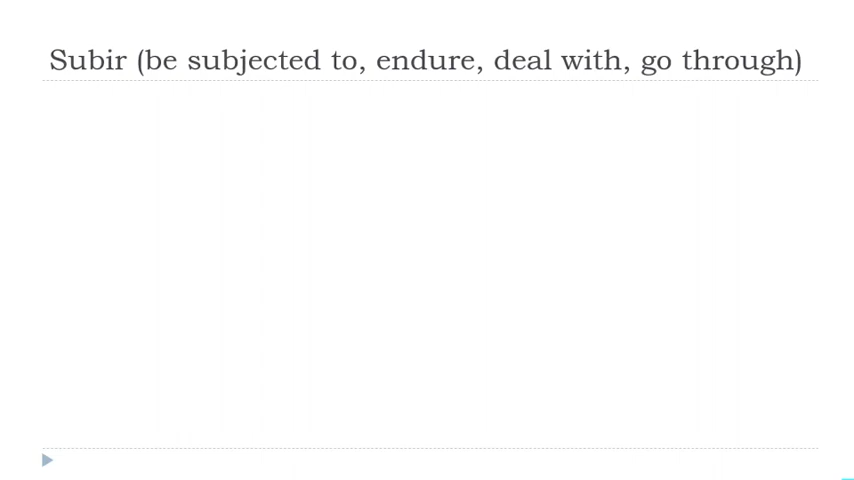 Subir (be subjected to, endure, deal with, go through)